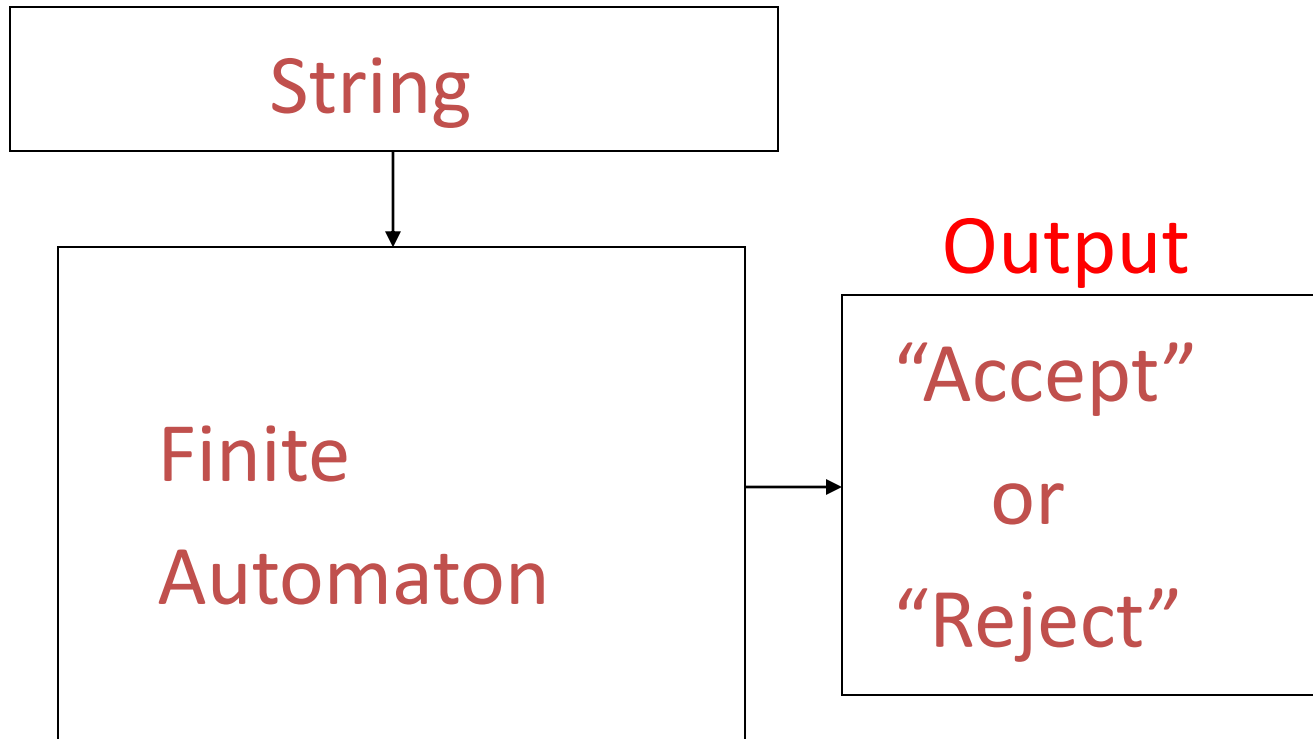 String
Output
Finite
Automaton
“Accept”
or
“Reject”